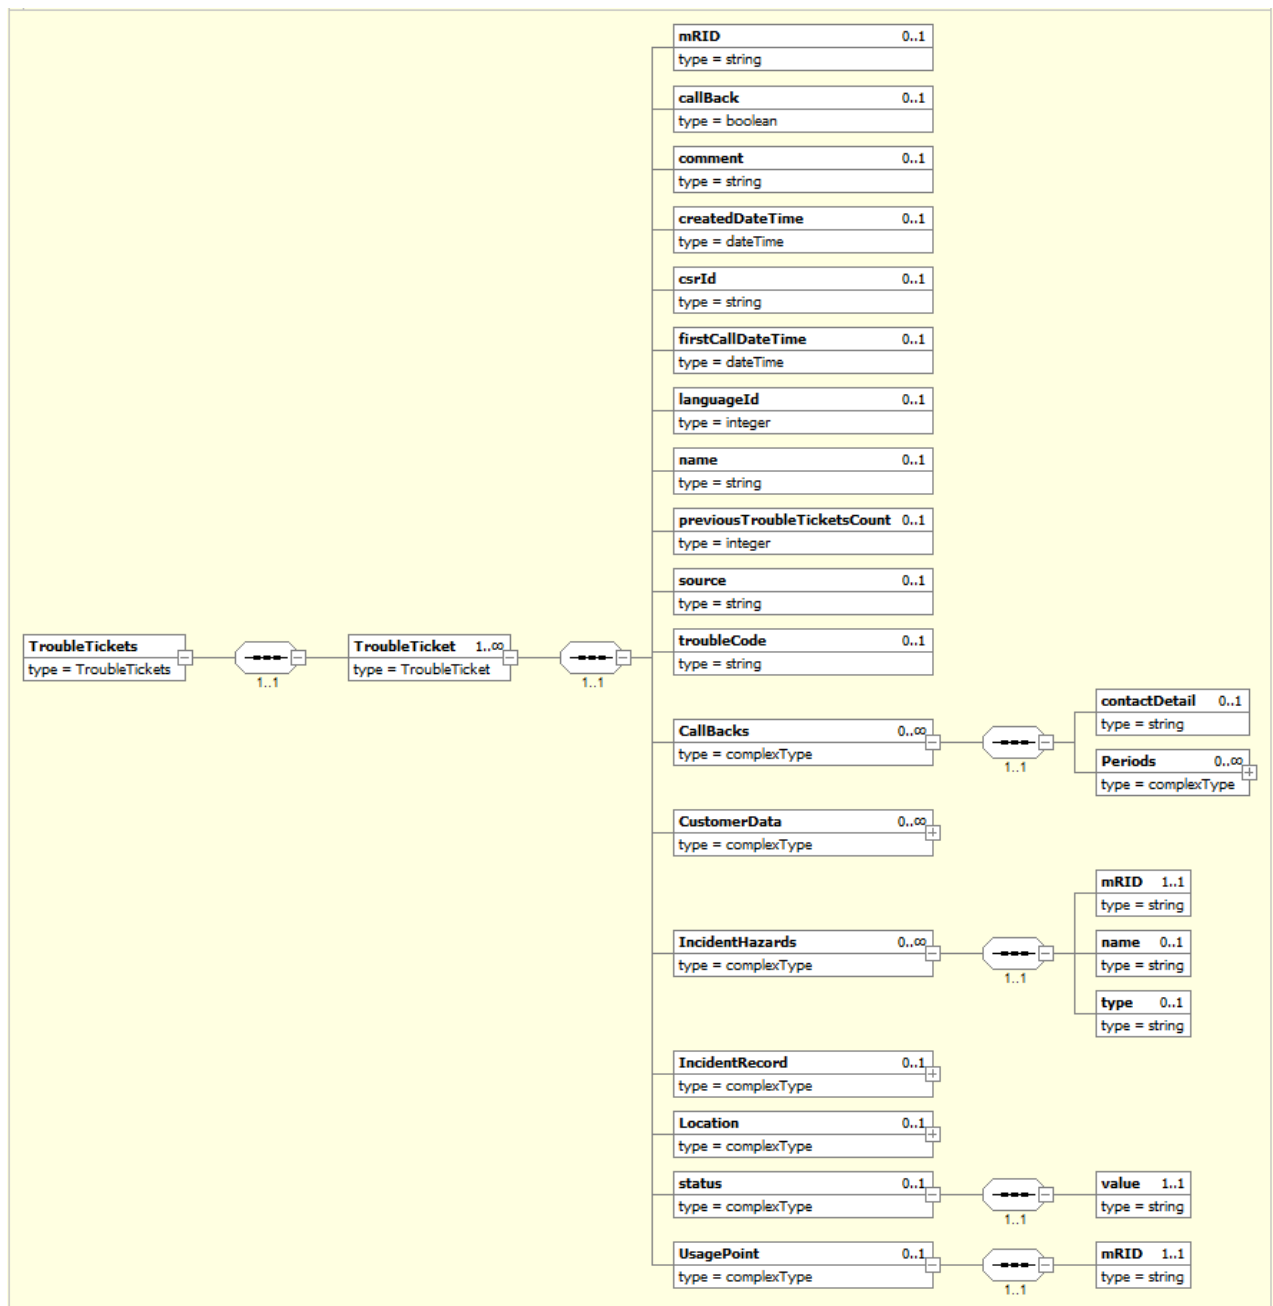 mRID 0..1
type = string
callBack 0..1
type = boolean
comment 0..1
type = string
createdDateTime 0..1
type = dateTime
csrId 0..1
type = string
firstCallDateTime 0..1
type = dateTime
languageId 0..1
type = integer
name 0..1
type = string
previousTroubleTicketsCount 0..1
type = integer
source 0..1
type = string
TroubleTickets
type = TroubleTickets
1..1
TroubleTicket 1..∞
type = TroubleTicket
1..1
troubleCode 0..1
type = string
CallBacks 0..∞
type = complexType
1..1
contactDetail 0..1
type = string
Periods 0..∞
type = complexType
CustomerData 0..∞
type = complexType
IncidentHazards 0..∞
type = complexType
1..1
mRID 1..1
type = string
name 0..1
type = string
type 0..1
type = string
IncidentRecord 0..1
type = complexType
Location 0..1
type = complexType
status 0..1
type = complexType
1..1
value 1..1
type = string
UsagePoint 0..1
type = complexType
1..1
mRID 1..1
type = string